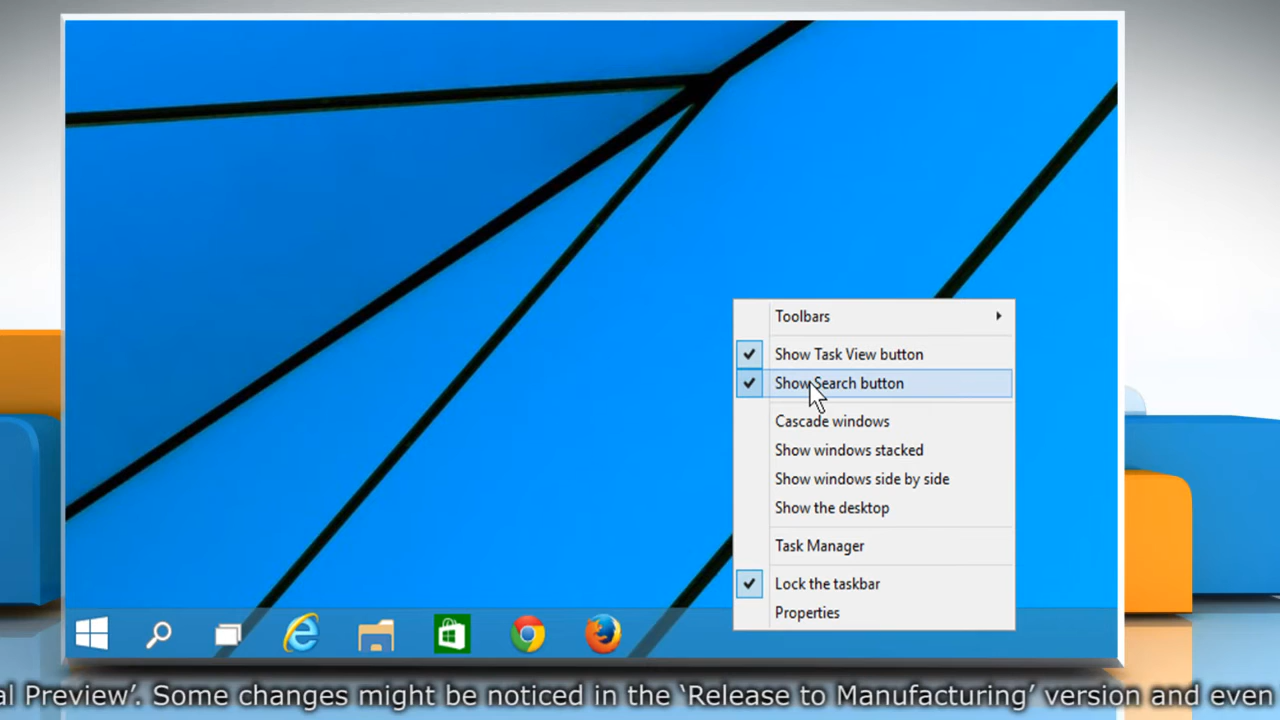 Toolbars
Show Task View button
Show Search button
Cascade windows
Show windows stacked
Show windows side by side
Show the desktop
Task Manager
Lock the taskbar
Properties
al Preview’. Some changes might be noticed in the ‘Release to Manufacturing’ version and even